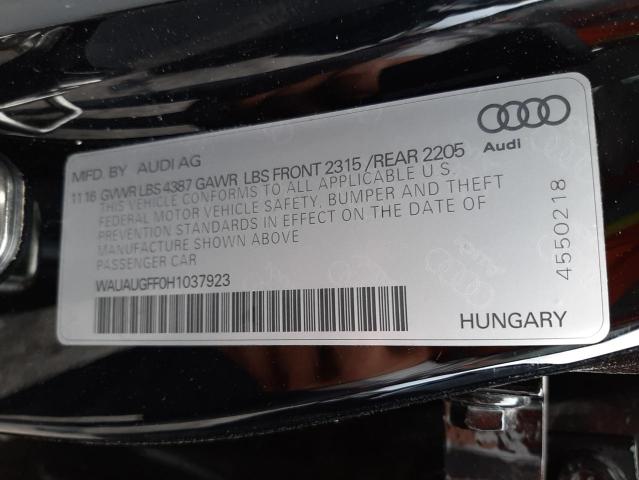 MFD. BY AUDI AG
11 16 GVWR LBS 4387 GAWR LBS FRONT 2315 /REAR 2205
THIS VEHICLE CONFORMS TO ALL APPLICABLE U S
FEDERAL MOTOR VEHICLE SAFETY, BUMPER AND THEFT
PREVENTION STANDARDS IN EFFECT ON THE DATE OF
MANUFACTURE SHOWN ABOVE
PASSENGER CAR
WAUAUGFF0H1037923
Audi
4550218
HUNGARY